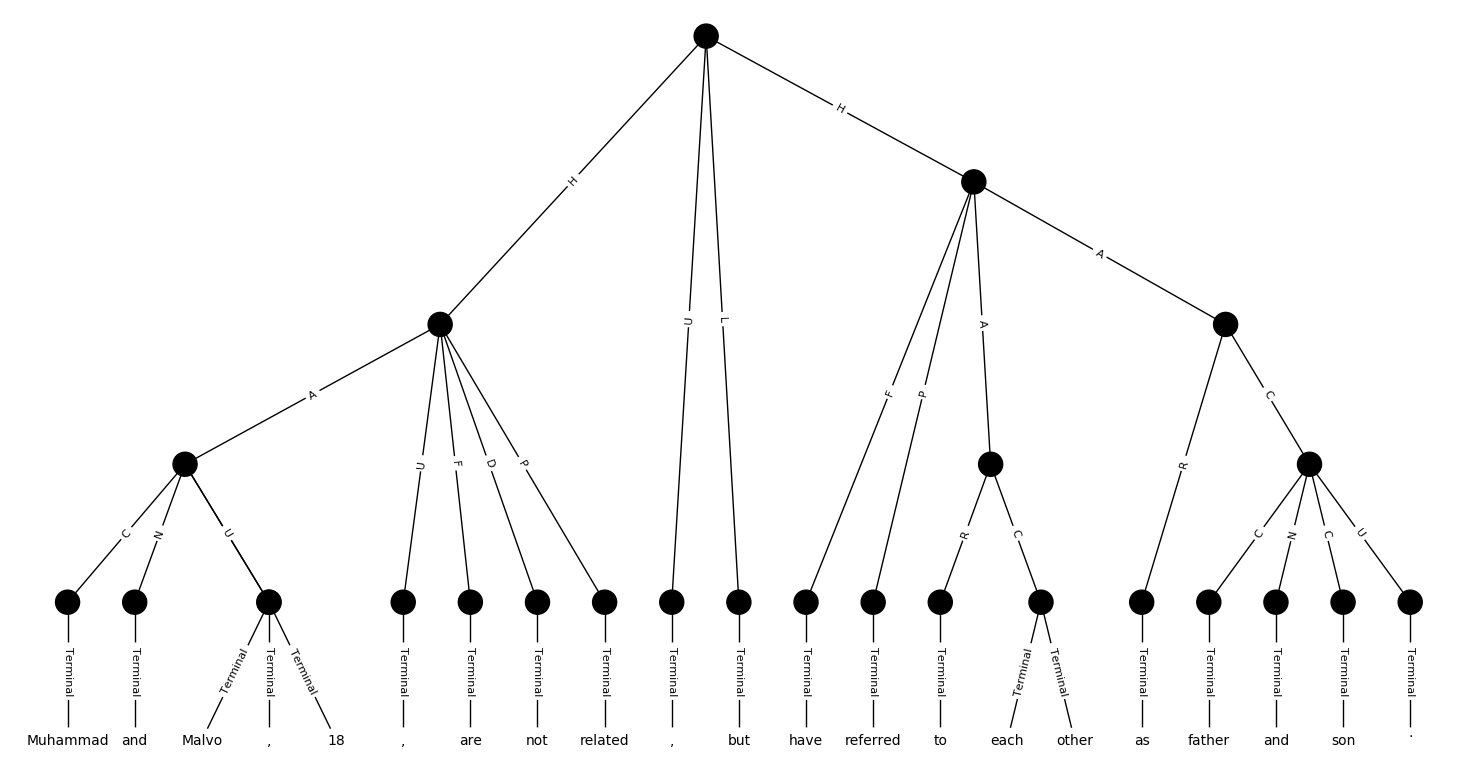 H
H
A
U
L
A
F
P
A
C
U
F
D
P
R
C
N
U
R
C
C
N
C
U
Terminal Terminal Terminal Terminal Terminal Terminal Terminal Terminal Terminal Terminal Terminal Terminal Terminal Terminal Terminal Terminal Terminal Terminal Terminal Terminal Terminal
Muhammad and Malvo , 18 , are not related , but have referred to each other as father and son .